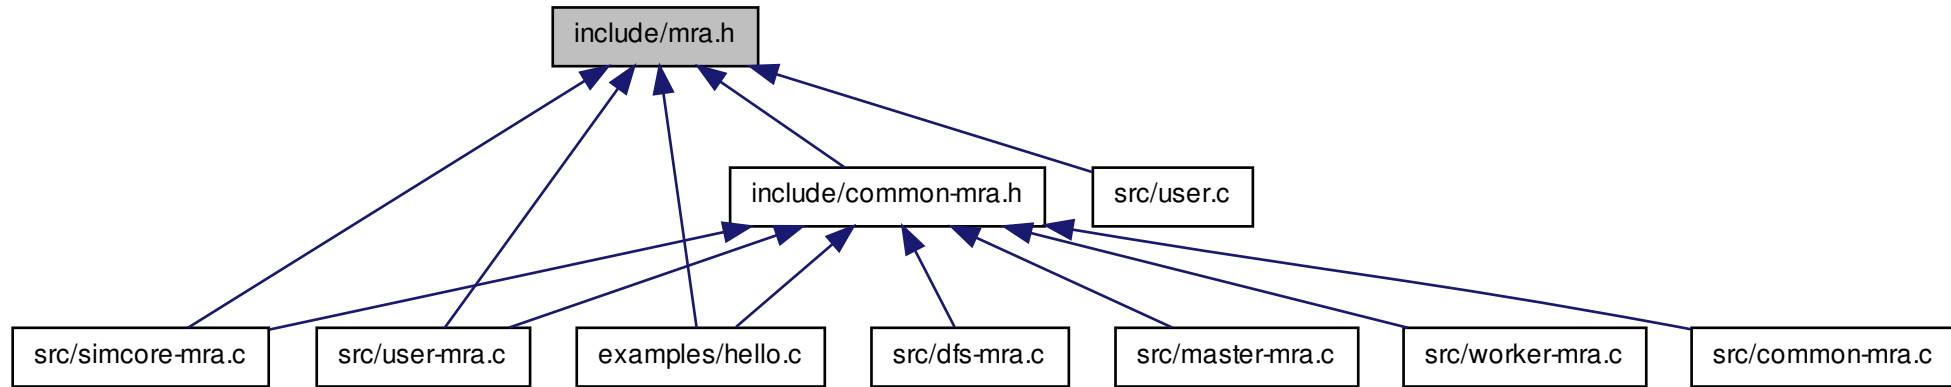 include/mra.h
include/common-mra.h
src/user.c
src/simcore-mra.c
src/user-mra.c
examples/hello.c
src/dfs-mra.c
src/master-mra.c
src/worker-mra.c
src/common-mra.c